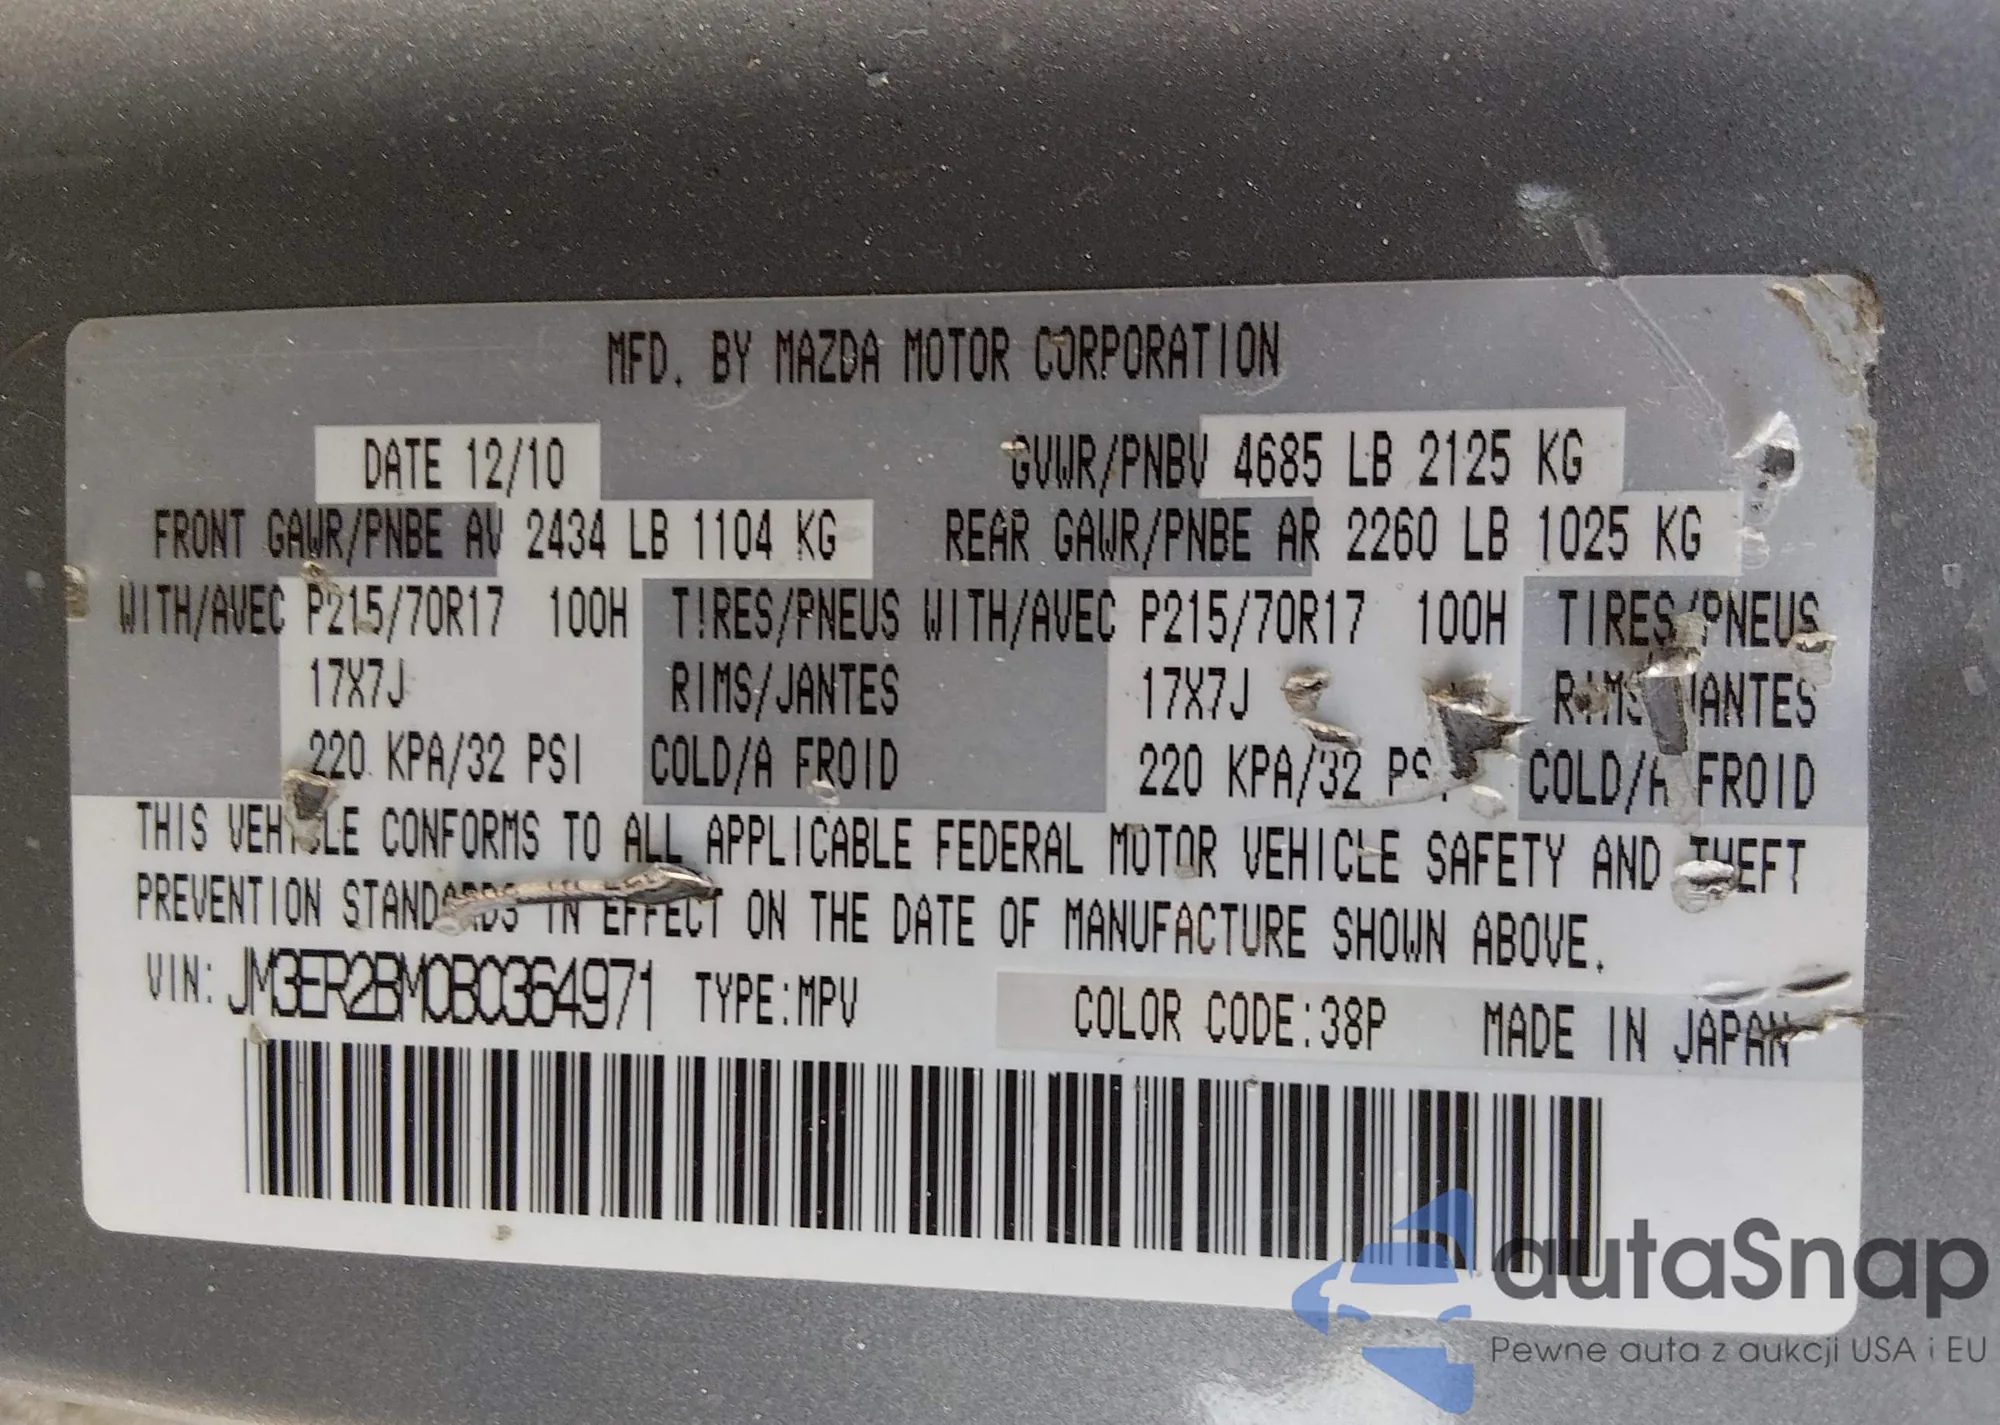 MFD. BY MAZDA MOTOR CORPORATION
DATE 12/10 GVWR/PNBV 4685 LB 2125 KG
FRONT GAWR/PNBE AV 2434 LB 1104 KG REAR GAWR/PNBE AR 2260 LB 1025 KG
WITH/AVEC P215/70R17 100H TIRES/PNEUS WITH/AVEC P215/70R17 100H TIRES/PNEUS
17X7J RIMS/JANTES 17X7J RIMS/JANTES
220 KPA/32 PSI COLD/A FROID 220 KPA/32 PSI COLD/A FROID
THIS VEHICLE CONFORMS TO ALL APPLICABLE FEDERAL MOTOR VEHICLE SAFETY AND THEFT
PREVENTION STANDARDS IN EFFECT ON THE DATE OF MANUFACTURE SHOWN ABOVE.
VIN: JM3ER2BM0B0364971 TYPE:MPV COLOR CODE:38P MADE IN JAPAN
autaSnap
Pewne auta z aukcji USA i EU